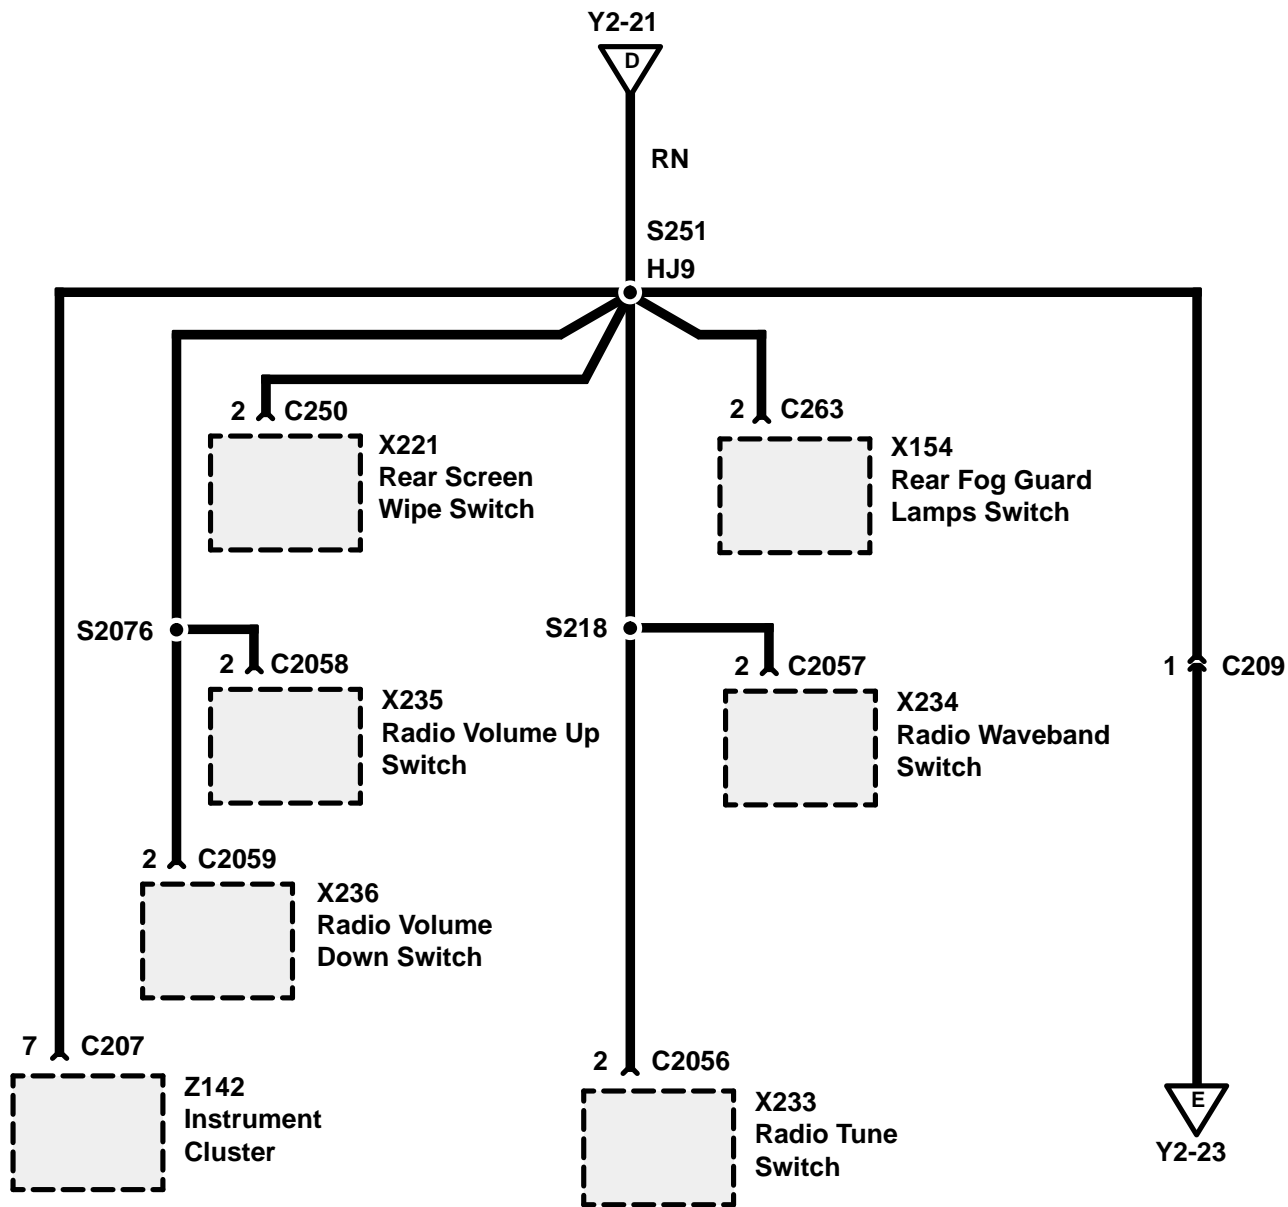 Y2-21
D
RN
S251
HJ9
2 C250
2 C263
X221
Rear Screen
Wipe Switch
X154
Rear Fog Guard
Lamps Switch
S2076
S218
2 C2058
2 C2057
1 C209
X235
Radio Volume Up
Switch
X234
Radio Waveband
Switch
2 C2059
X236
Radio Volume
Down Switch
7 C207
2 C2056
Z142
Instrument
Cluster
X233
Radio Tune
Switch
E
Y2-23